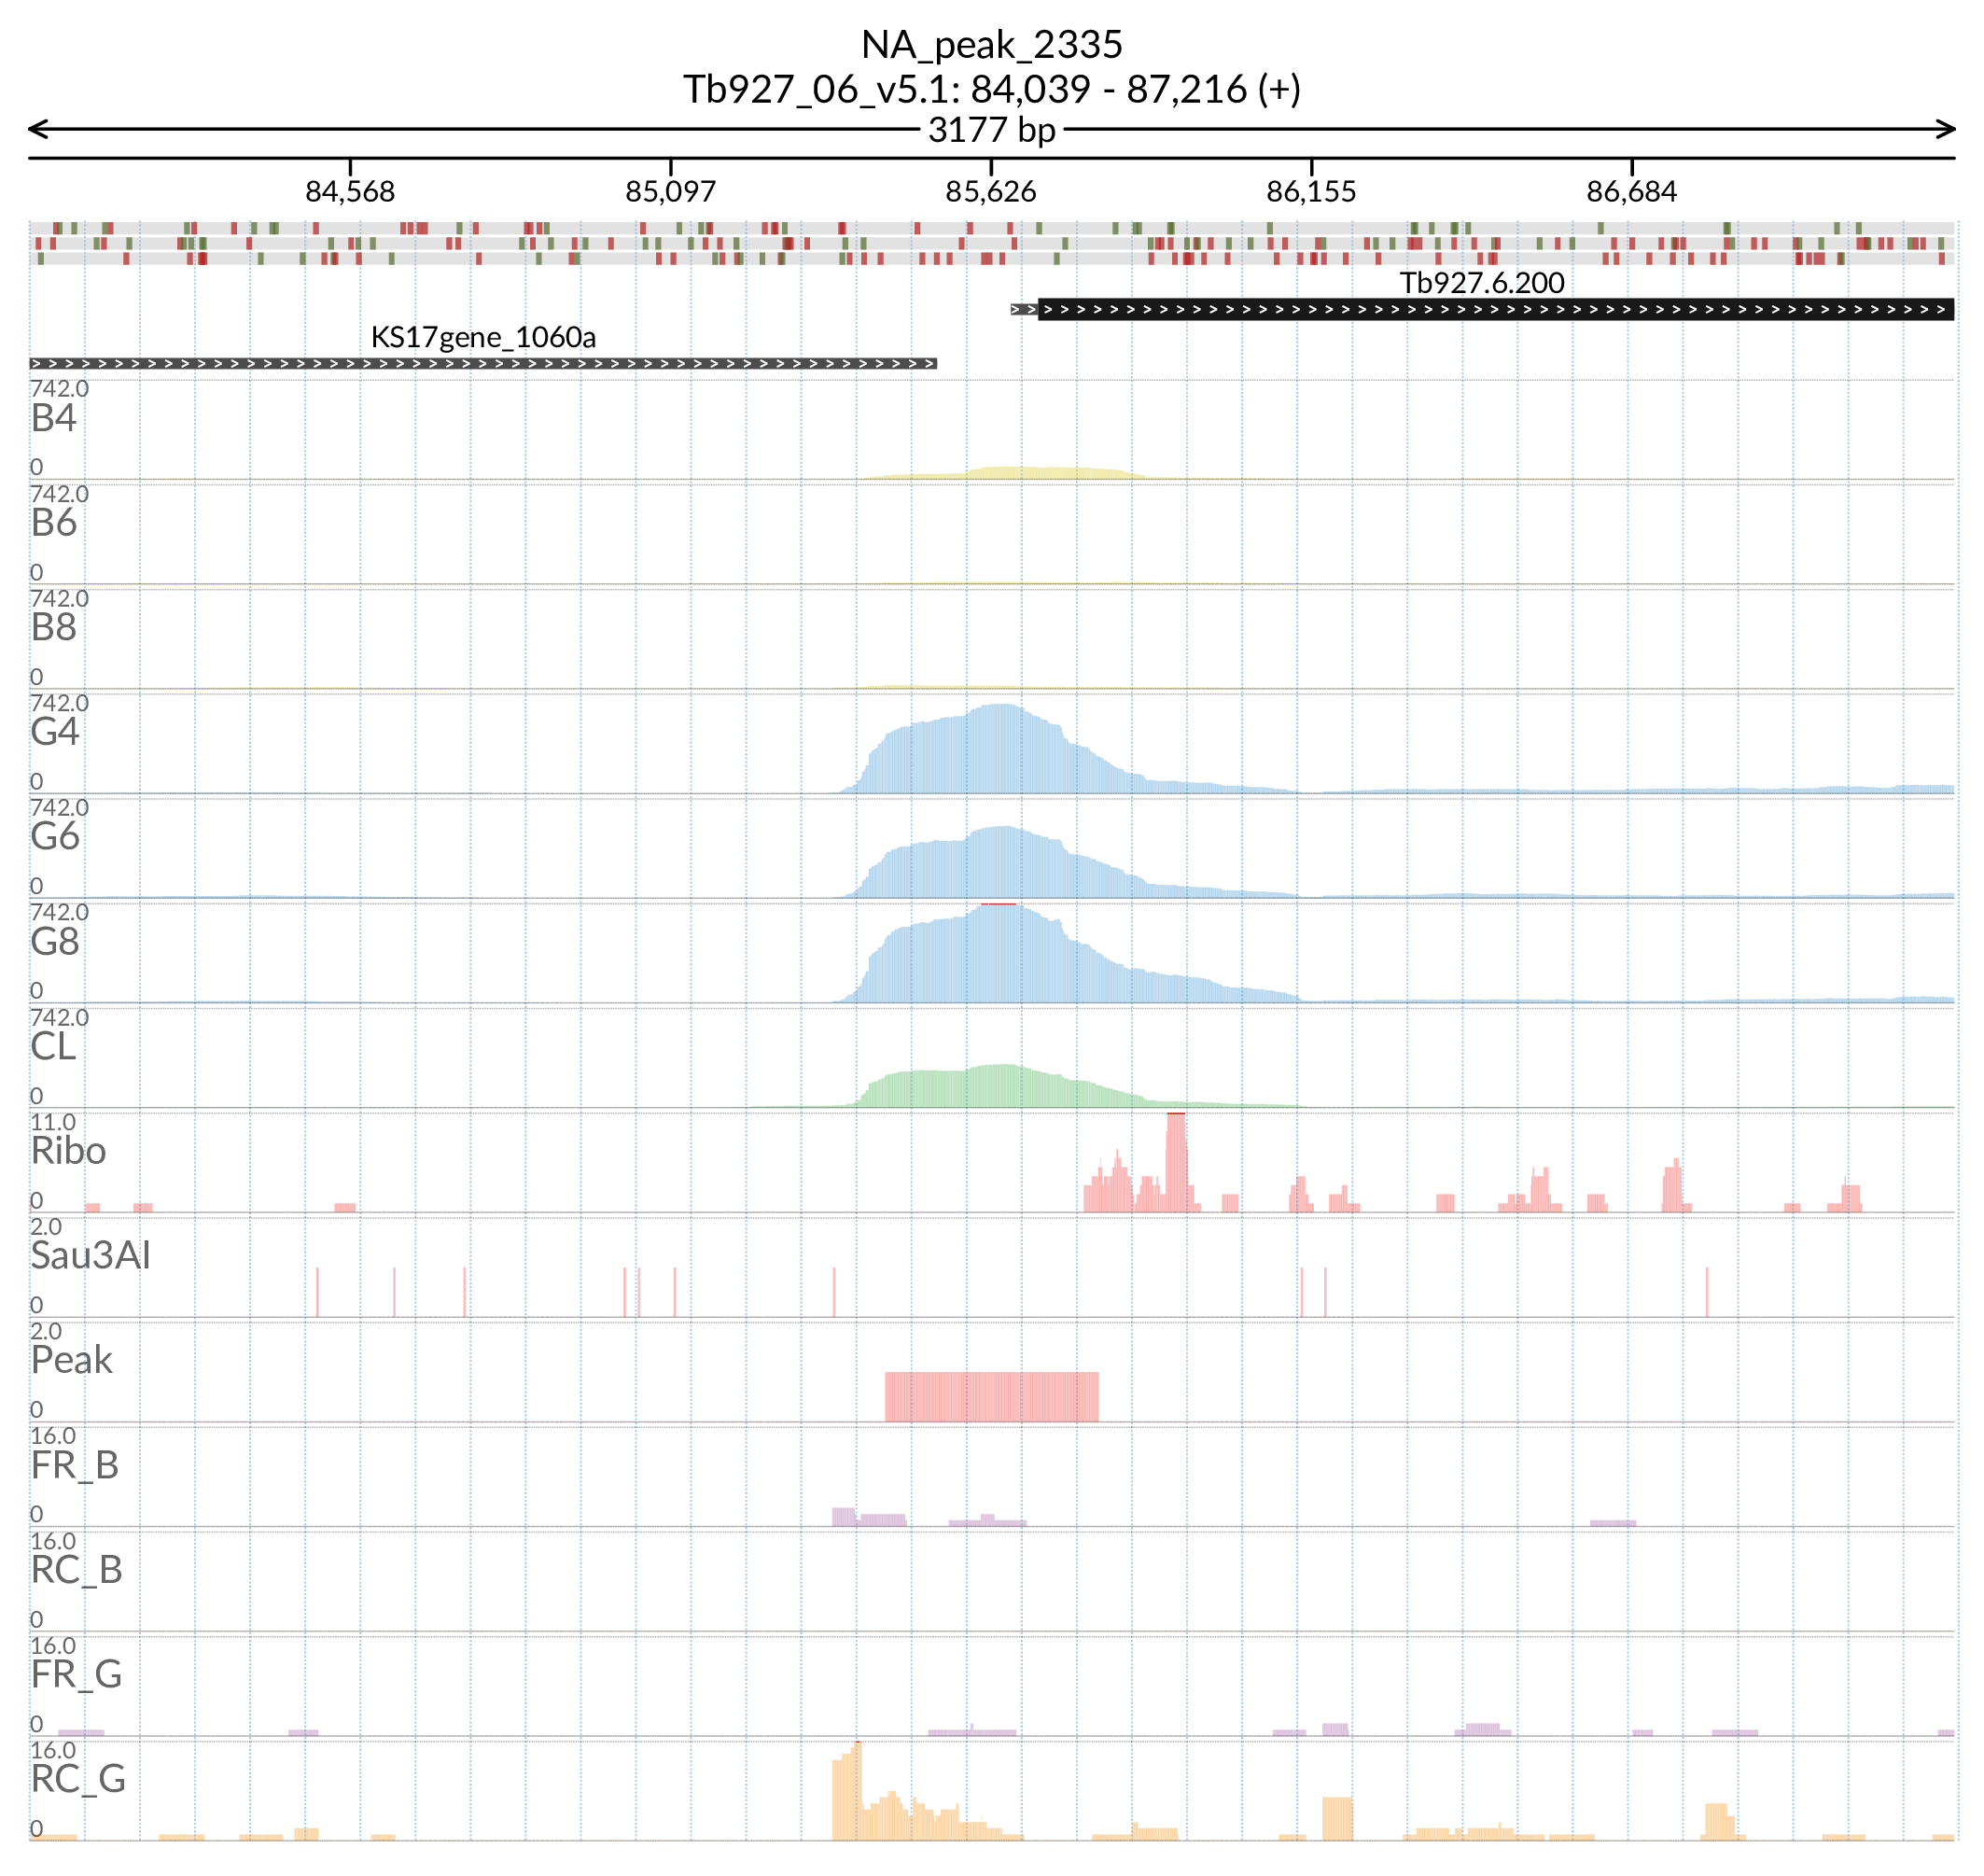 NA_peak_2335
Tb927_06_v5.1: 84,039 - 87,216 (+)
3177 bp
84,568 85,097 85,626 86,155 86,684
Tb927.6.200
KS17gene_1060a
742.0
B4
0
742.0
B6
0
742.0
B8
0
742.0
G4
0
742.0
G6
0
742.0
G8
0
742.0
CL
0
11.0
Ribo
0
2.0
Sau3AI
0
2.0
Peak
0
16.0
FR_B
0
16.0
RC_B
0
16.0
FR_G
0
16.0
RC_G
0